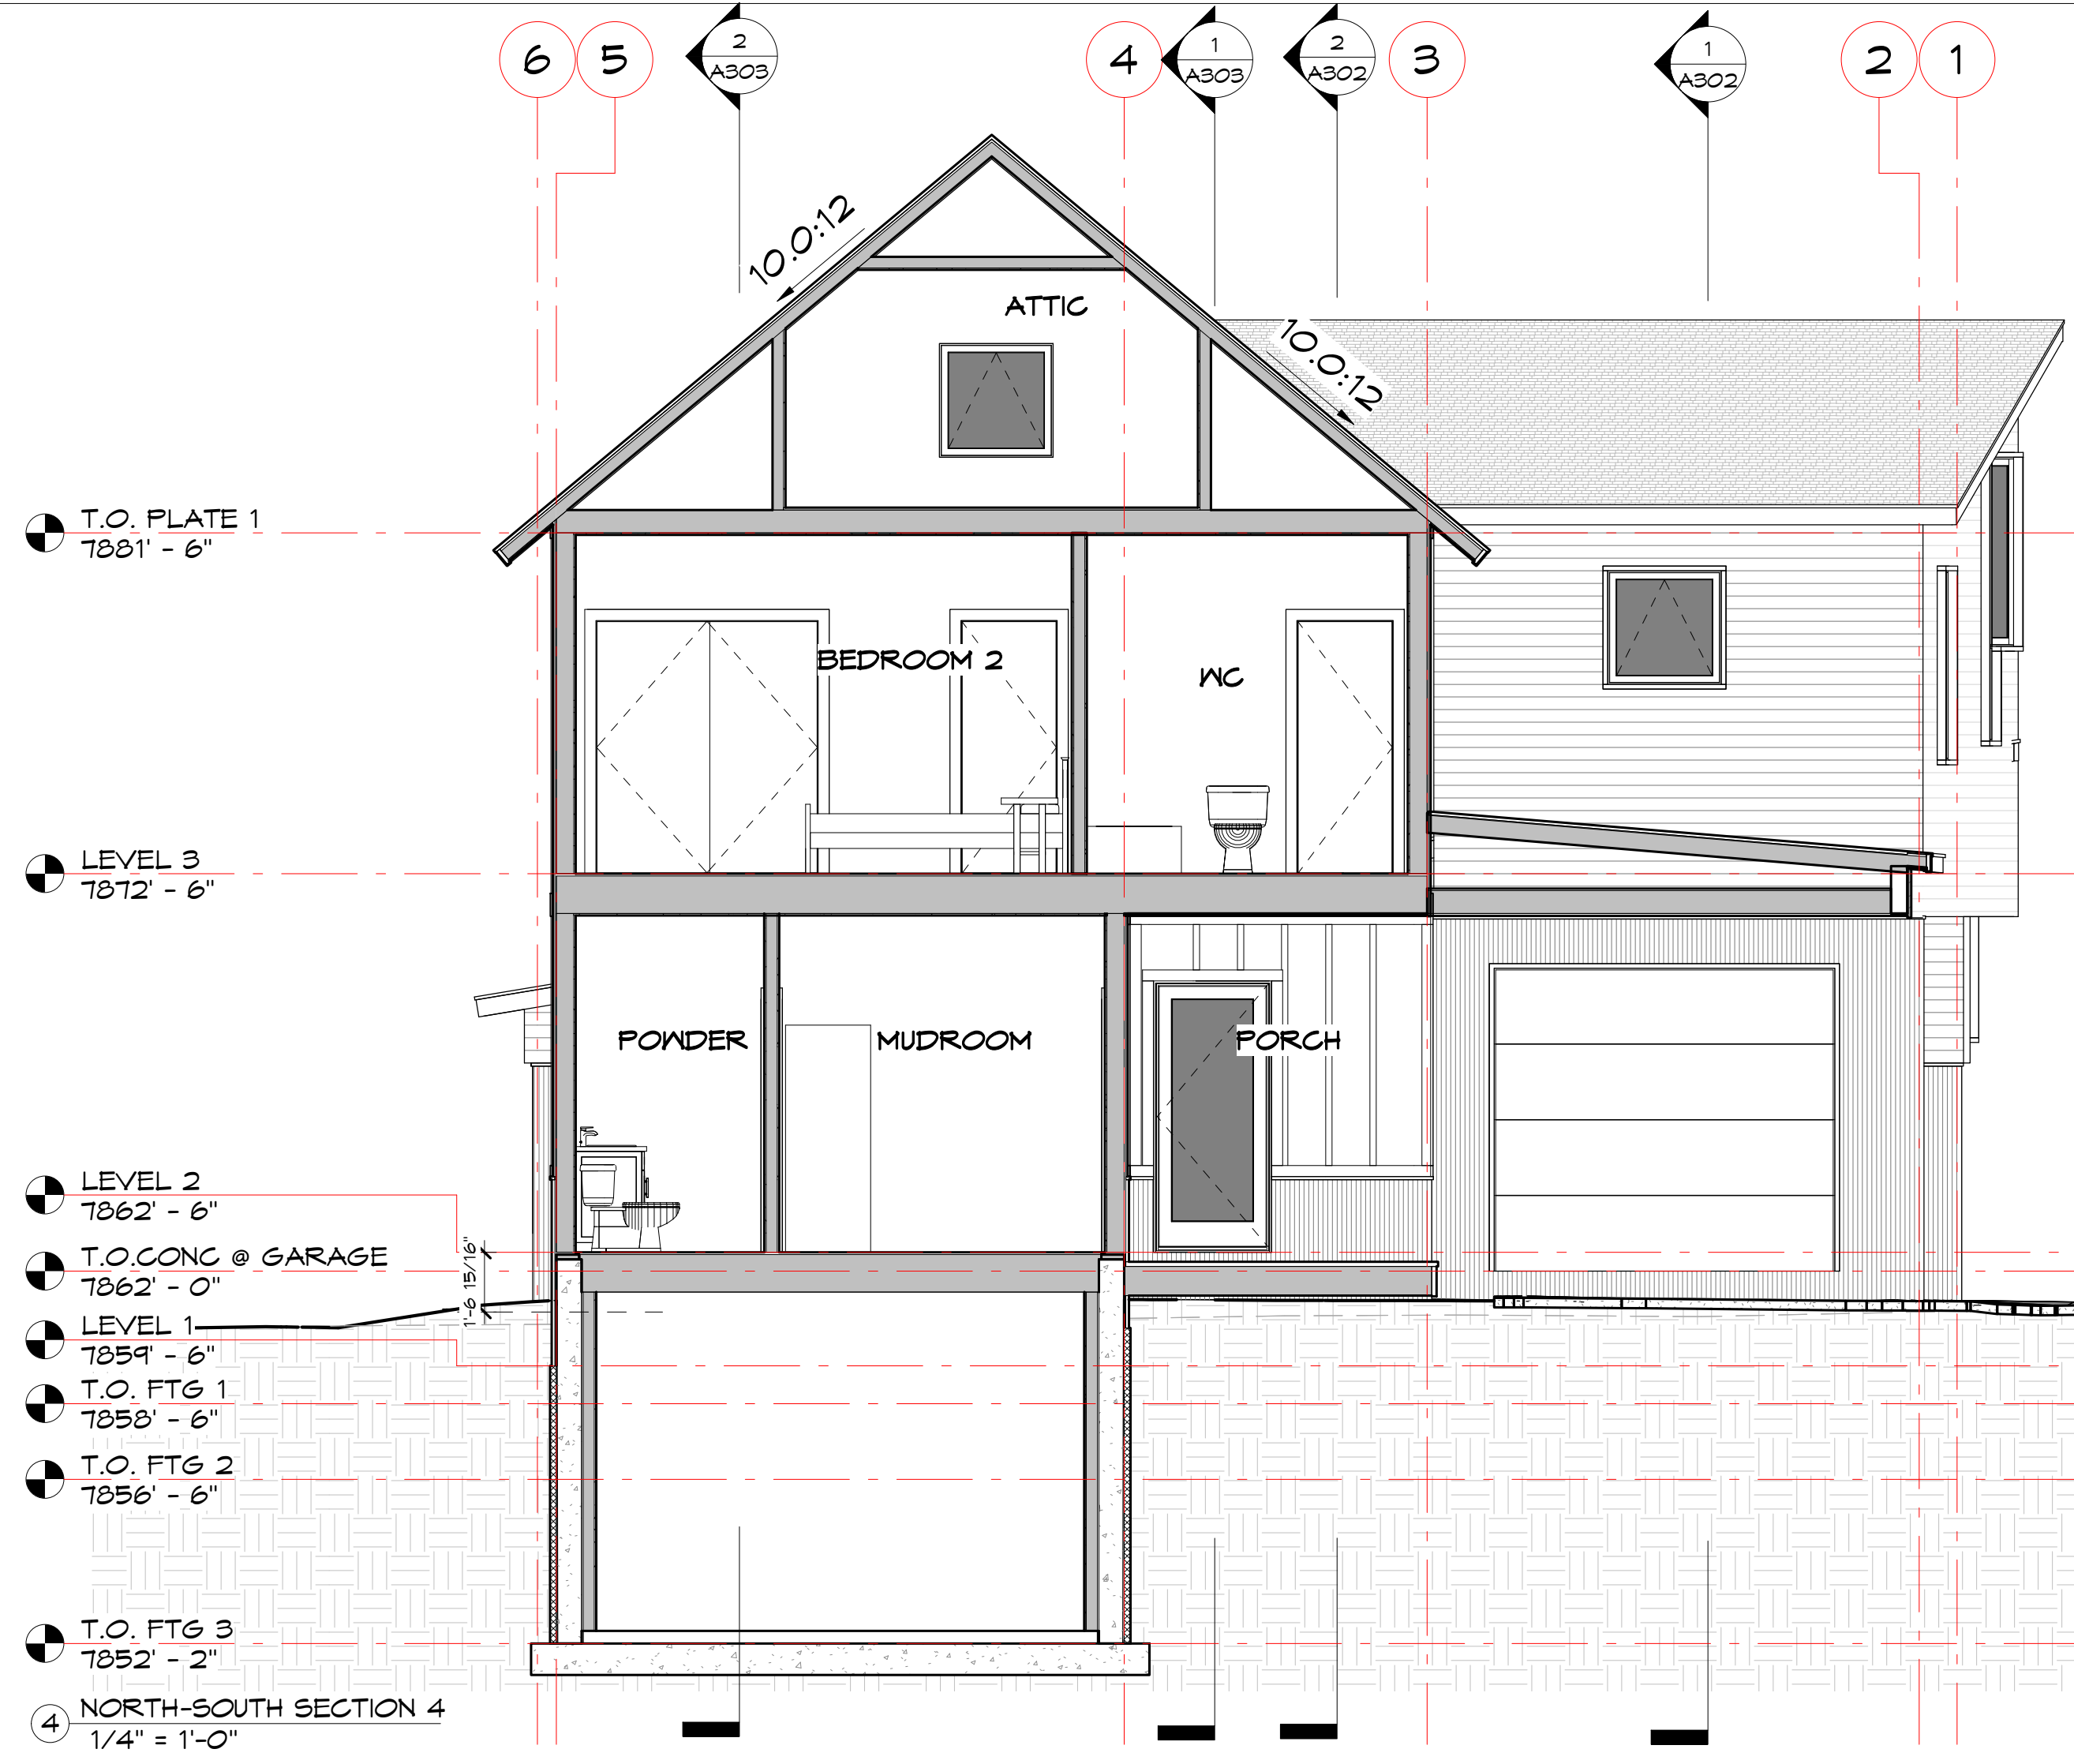 6
5
2
A303
4
1
A303
2
A302
3
1
A302
2
1
10.0:12
ATTIC
10.0:12
T.O. PLATE 1
7881' - 6"
BEDROOM 2
WC
LEVEL 3
7872' - 6"
POWDER
MUDROOM
PORCH
LEVEL 2
7862' - 6"
T.O.CONC @ GARAGE
7862' - 0"
1'-6 15/16"
LEVEL 1
7859' - 6"
T.O. FTG 1
7858' - 6"
T.O. FTG 2
7856' - 6"
T.O. FTG 3
7852' - 2"
4
NORTH-SOUTH SECTION 4
1/4" = 1'-0"